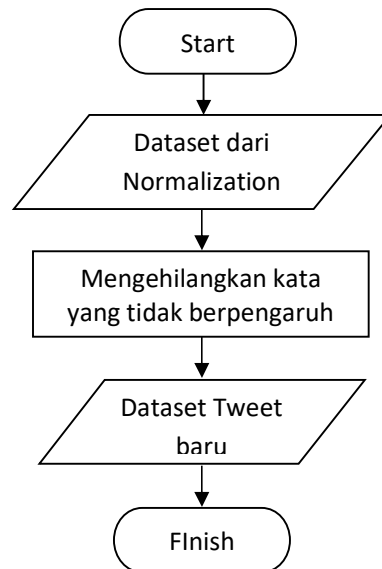 Start
Dataset dari
Normalization
Mengehilangkan kata
yang tidak berpengaruh
Dataset Tweet
baru
FInish